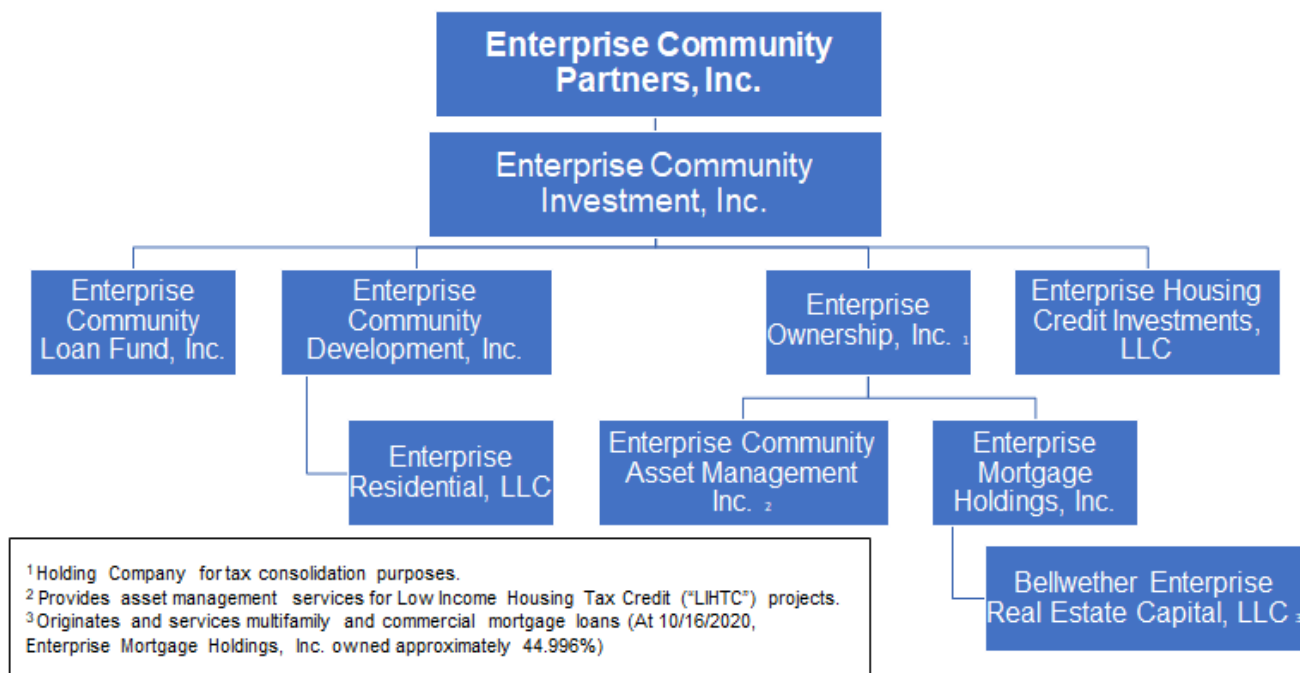 Enterprise Community
Partners, Inc.
Enterprise Community
Investment, Inc.
Enterprise
Community
Loan Fund, Inc.
Enterprise
Community
Development, Inc.
Enterprise
Ownership, Inc. 1
Enterprise Housing
Credit Investments,
LLC
Enterprise
Residential, LLC
Enterprise Community
Asset Management
Inc. 2
Enterprise
Mortgage
Holdings, Inc.
Bellwether Enterprise
Real Estate Capital, LLC 3
1 Holding Company for tax consolidation purposes.
2 Provides asset management services for Low Income Housing Tax Credit (“LIHTC”) projects.
3 Originates and services multifamily and commercial mortgage loans (At 10/16/2020,
Enterprise Mortgage Holdings, Inc. owned approximately 44.996%)